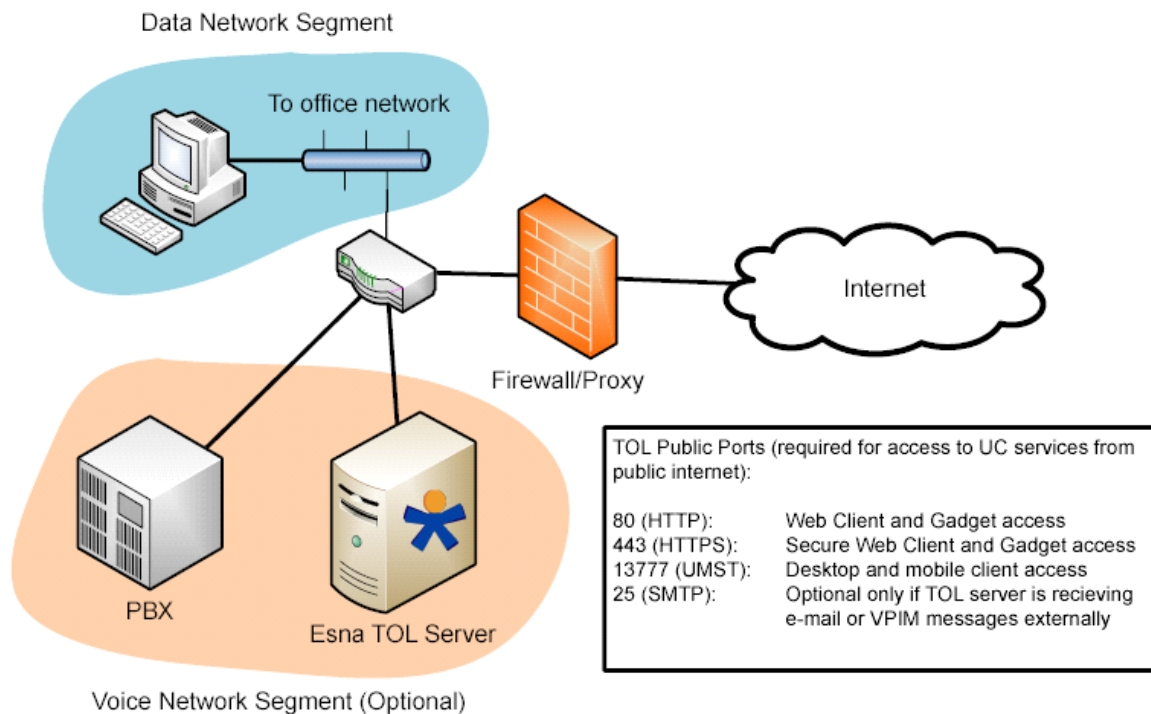 Data Network Segment
To office network
Internet
Firewall/Proxy
PBX
Esna TOL Server
Voice Network Segment (Optional)
TOL Public Ports (required for access to UC services from
public internet):
80 (HTTP): Web Client and Gadget access
443 (HTTPS): Secure Web Client and Gadget access
13777 (UMST): Desktop and mobile client access
25 (SMTP): Optional only if TOL server is recieving
e-mail or VPIM messages externally